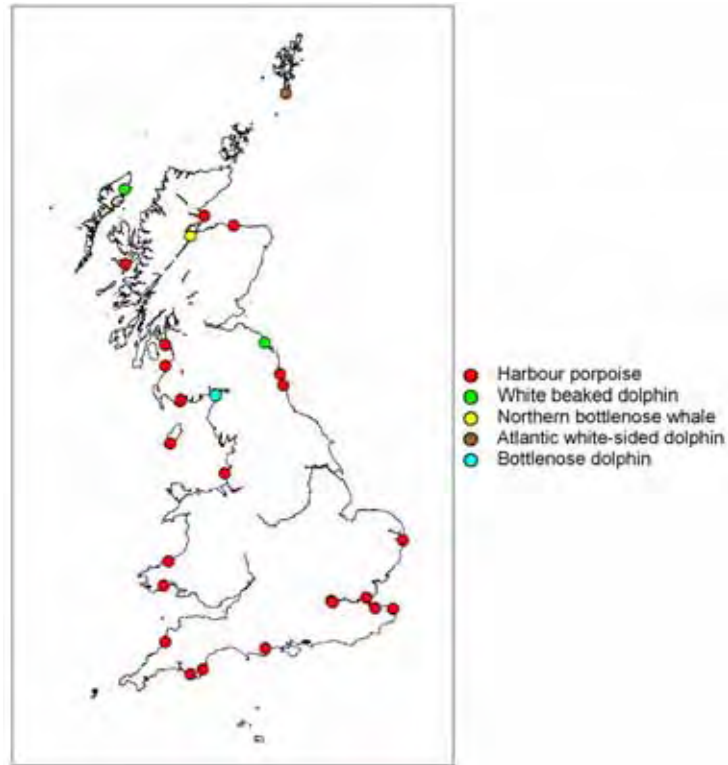 Harbour porpoise
White beaked dolphin
Northern bottlenose whale
Atlantic white-sided dolphin
Bottlenose dolphin